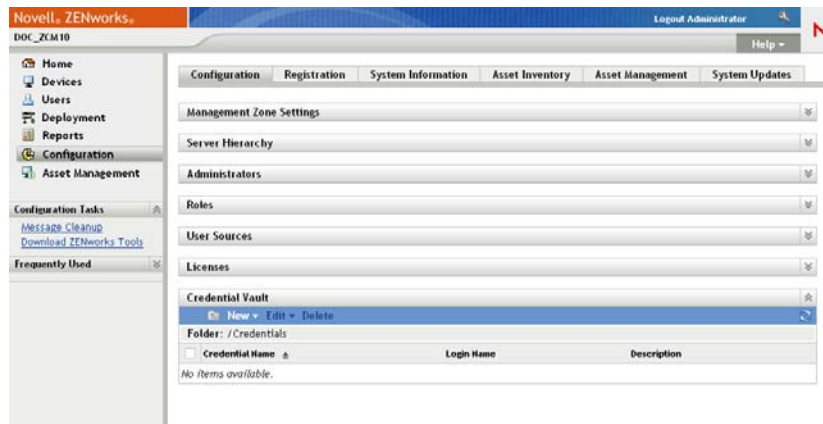 Novell® ZENworks®
Logout Administrator
DOC_ZCM10
Help
N
Home
Devices
Users
Deployment
Reports
Configuration
Asset Management
Configuration Tasks
Message Cleanup
Download ZENworks Tools
Frequently Used
Configuration Registration System Information Asset Inventory Asset Management System Updates
Management Zone Settings
Server Hierarchy
Administrators
Roles
User Sources
Licenses
Credential Vault
New Edit Delete
Folder: /Credentials
Credential Name Login Name Description
No items available.